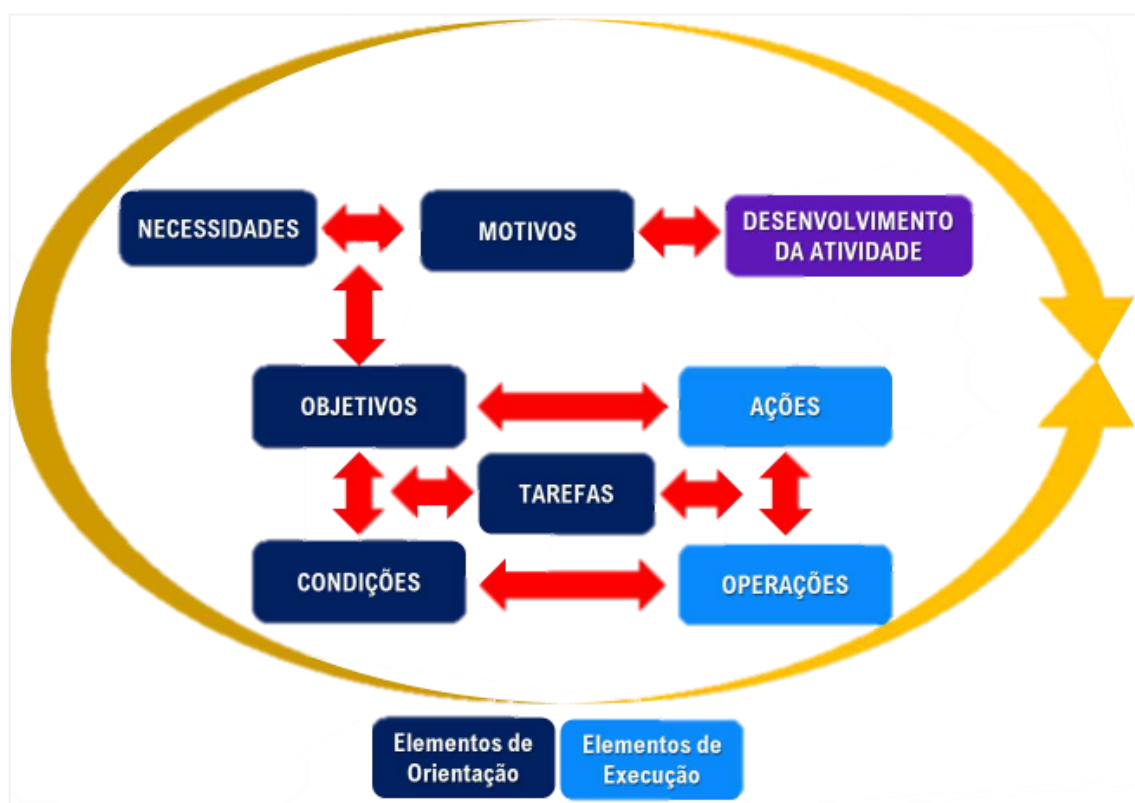 NECESSIDADES
MOTIVOS
DESENVOLVIMENTO
DA ATIVIDADE
OBJETIVOS
AÇÕES
TAREFAS
CONDIÇÕES
OPERAÇÕES
Elementos de
Orientação
Elementos de
Execução